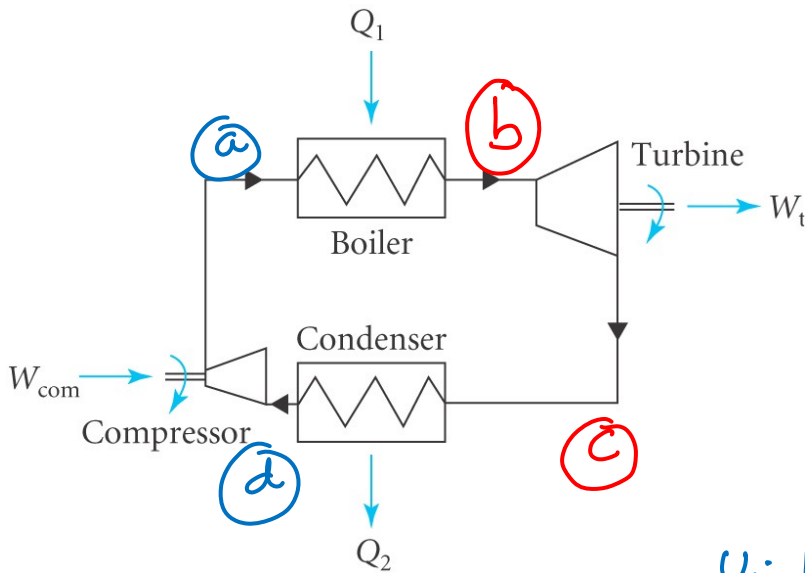 Q1
a
b
Turbine
Wt
Boiler
Condenser
Wcom
Compressor
c
d
Q2